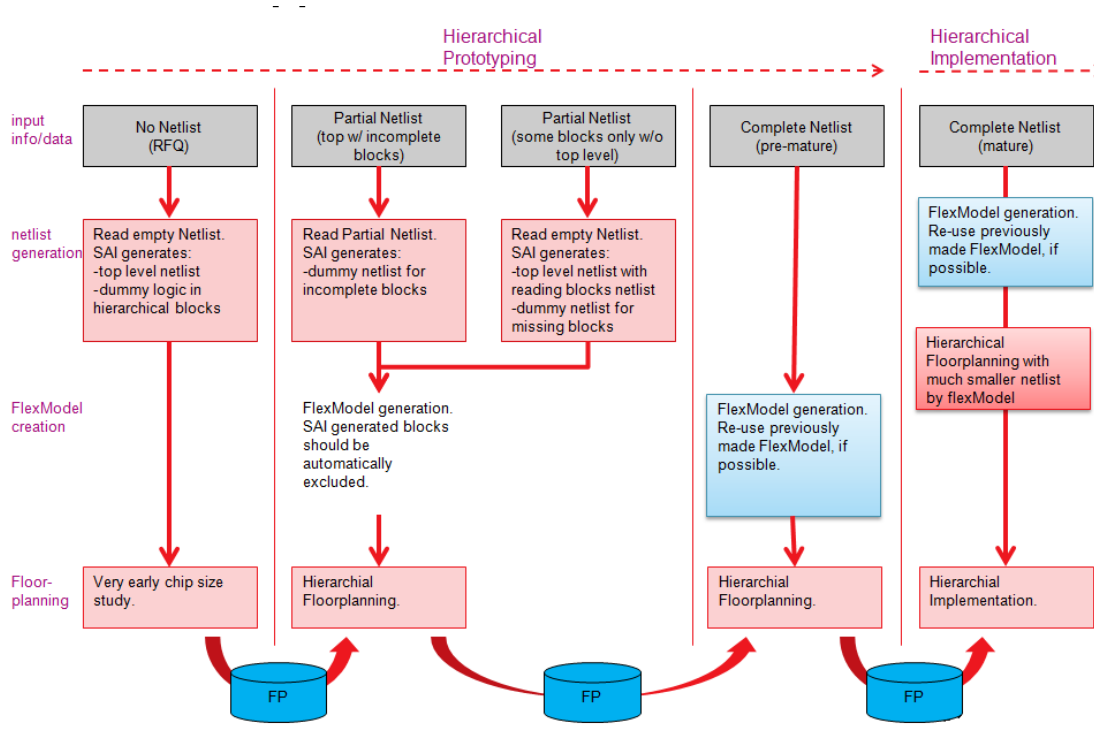 Hierarchical
Prototyping
Hierarchical
Implementation
input
info/data
No Netlist
(RFQ)
Partial Netlist
(top w/ incomplete
blocks)
Partial Netlist
(some blocks only w/o
top level)
Complete Netlist
(pre-mature)
Complete Netlist
(mature)
netlist
generation
Read empty Netlist.
SAI generates:
-top level netlist
-dummy logic in
hierarchical blocks
Read Partial Netlist.
SAI generates:
-dummy netlist for
incomplete blocks
Read empty Netlist.
SAI generates:
-top level netlist with
reading blocks netlist
-dummy netlist for
missing blocks
FlexModel generation.
Re-use previously
made FlexModel, if
possible.
Hierarchical
Floorplanning with
much smaller netlist
by flexModel
FlexModel
creation
FlexModel generation.
SAI generated blocks
should be
automatically
excluded.
FlexModel generation.
Re-use previously
made FlexModel, if
possible.
Floor-
planning
Very early chip size
study.
Hierarchial
Floorplanning.
Hierarchial
Floorplanning.
Hierarchial
Implementation.
FP
FP
FP